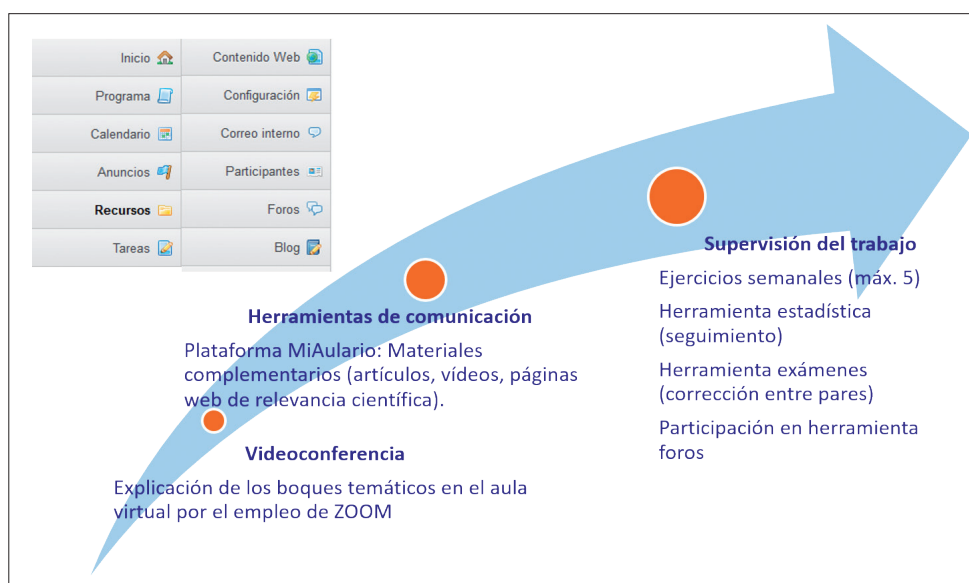 Inicio
Contenido Web
Programa
Configuración
Calendario
Correo interno
Anuncios
Participantes
Recursos
Foros
Tareas
Blog
Herramientas de comunicación
Plataforma MiAulario: Materiales
complementarios (artículos, vídeos, páginas
web de relevancia científica).
Videoconferencia
Explicación de los boques temáticos en el aula
virtual por el empleo de ZOOM
Supervisión del trabajo
Ejercicios semanales (máx. 5)
Herramienta estadística
(seguimiento)
Herramienta exámenes
(corrección entre pares)
Participación en herramienta
foros